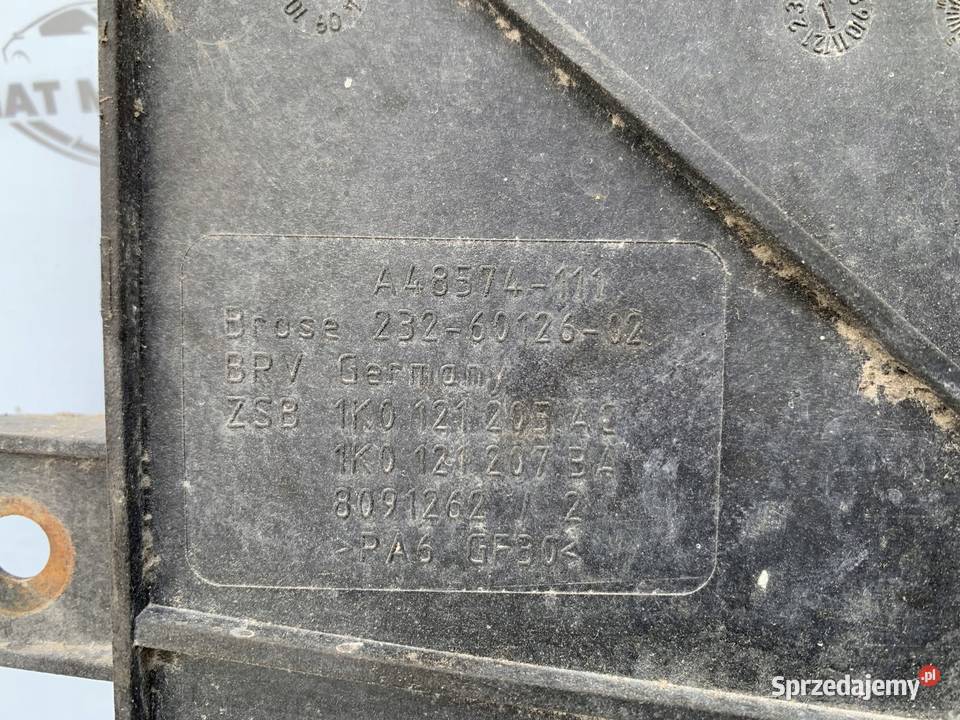 A48574-111
Brose 232-60126-02
BRV Germany
ZSB 1K0 121 205 AC
1K0 121 207 BA
8091262 / 2
>PA6 GF30<
Sprzedajemy.pl